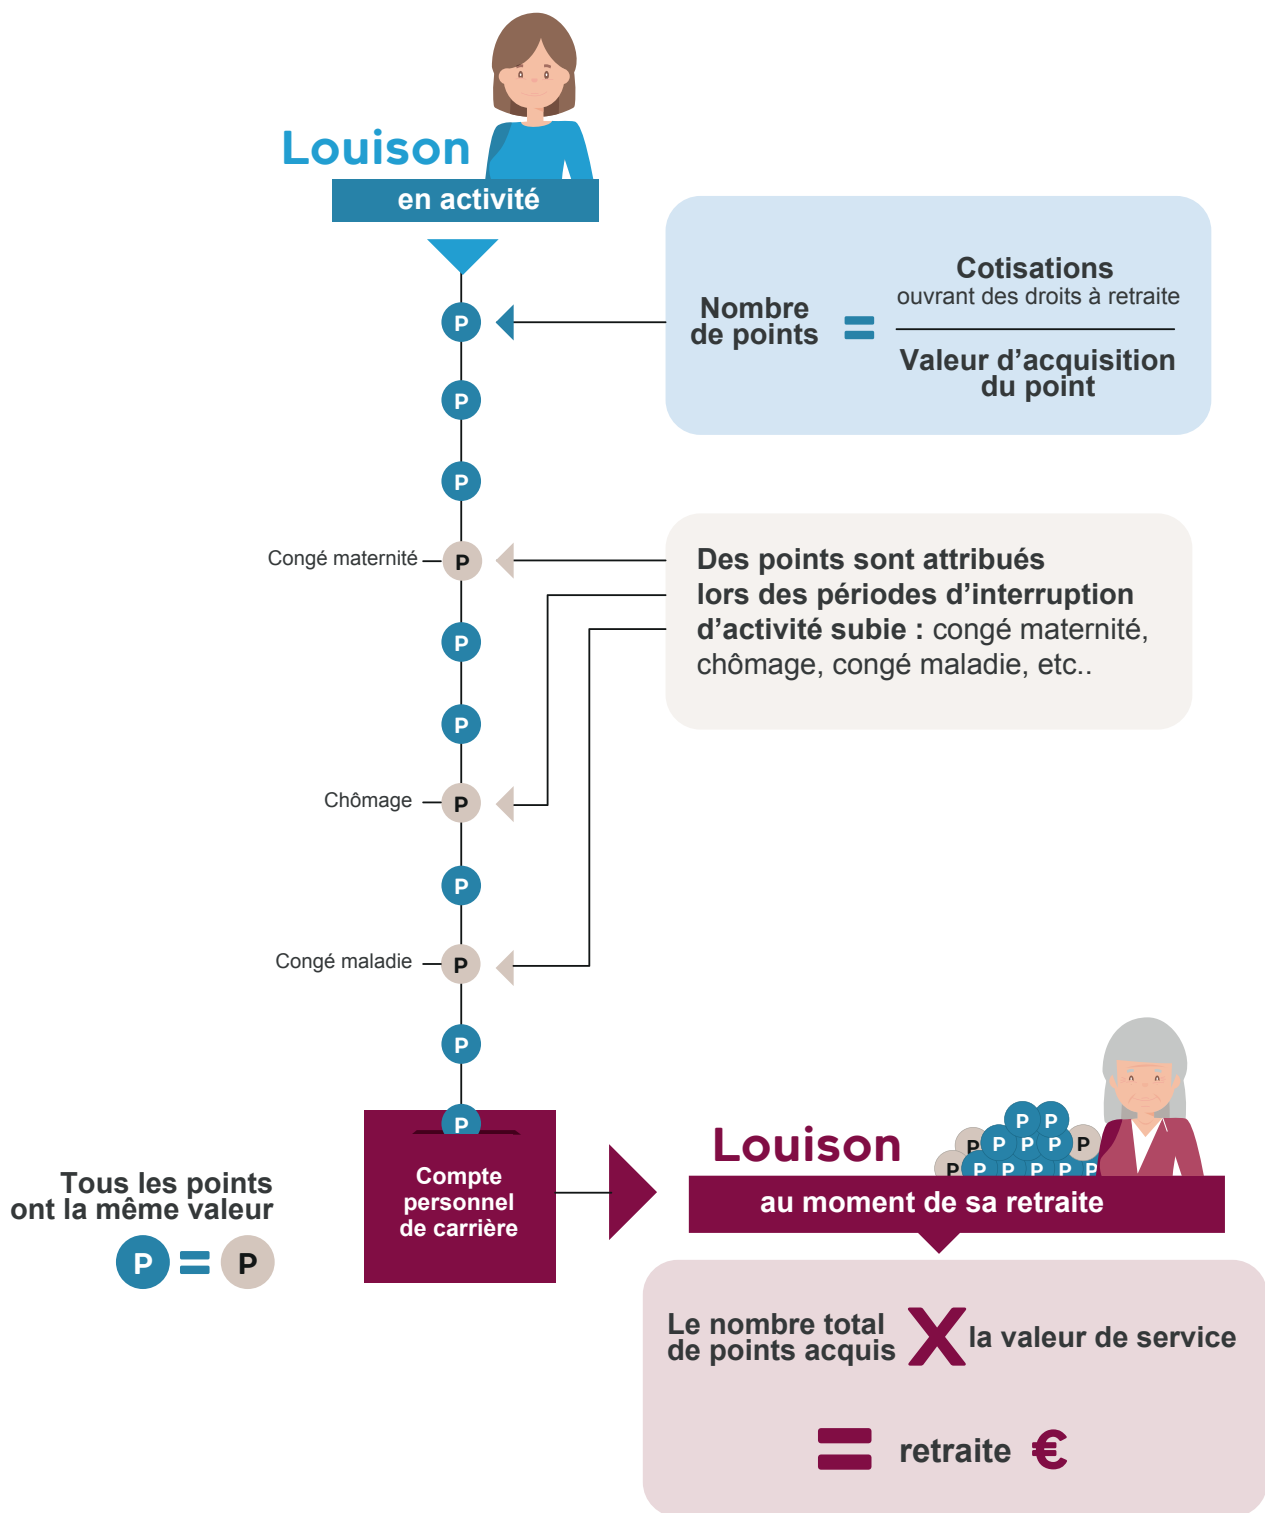 Louison
en activité
P
Nombre
de points
=
Cotisations
ouvrant des droits à retraite
Valeur d'acquisition
du point
P
P
Congé maternité
P
Des points sont attribués
lors des périodes d'interruption
d'activité subie : congé maternité,
chômage, congé maladie, etc..
P
P
Chômage
P
P
Congé maladie
P
P
P
Compte
personnel
de carrière
Tous les points
ont la même valeur
P = P
P P
P P P P P
P P P P P P
Louison
au moment de sa retraite
Le nombre total
de points acquis
X
la valeur de service
= retraite €